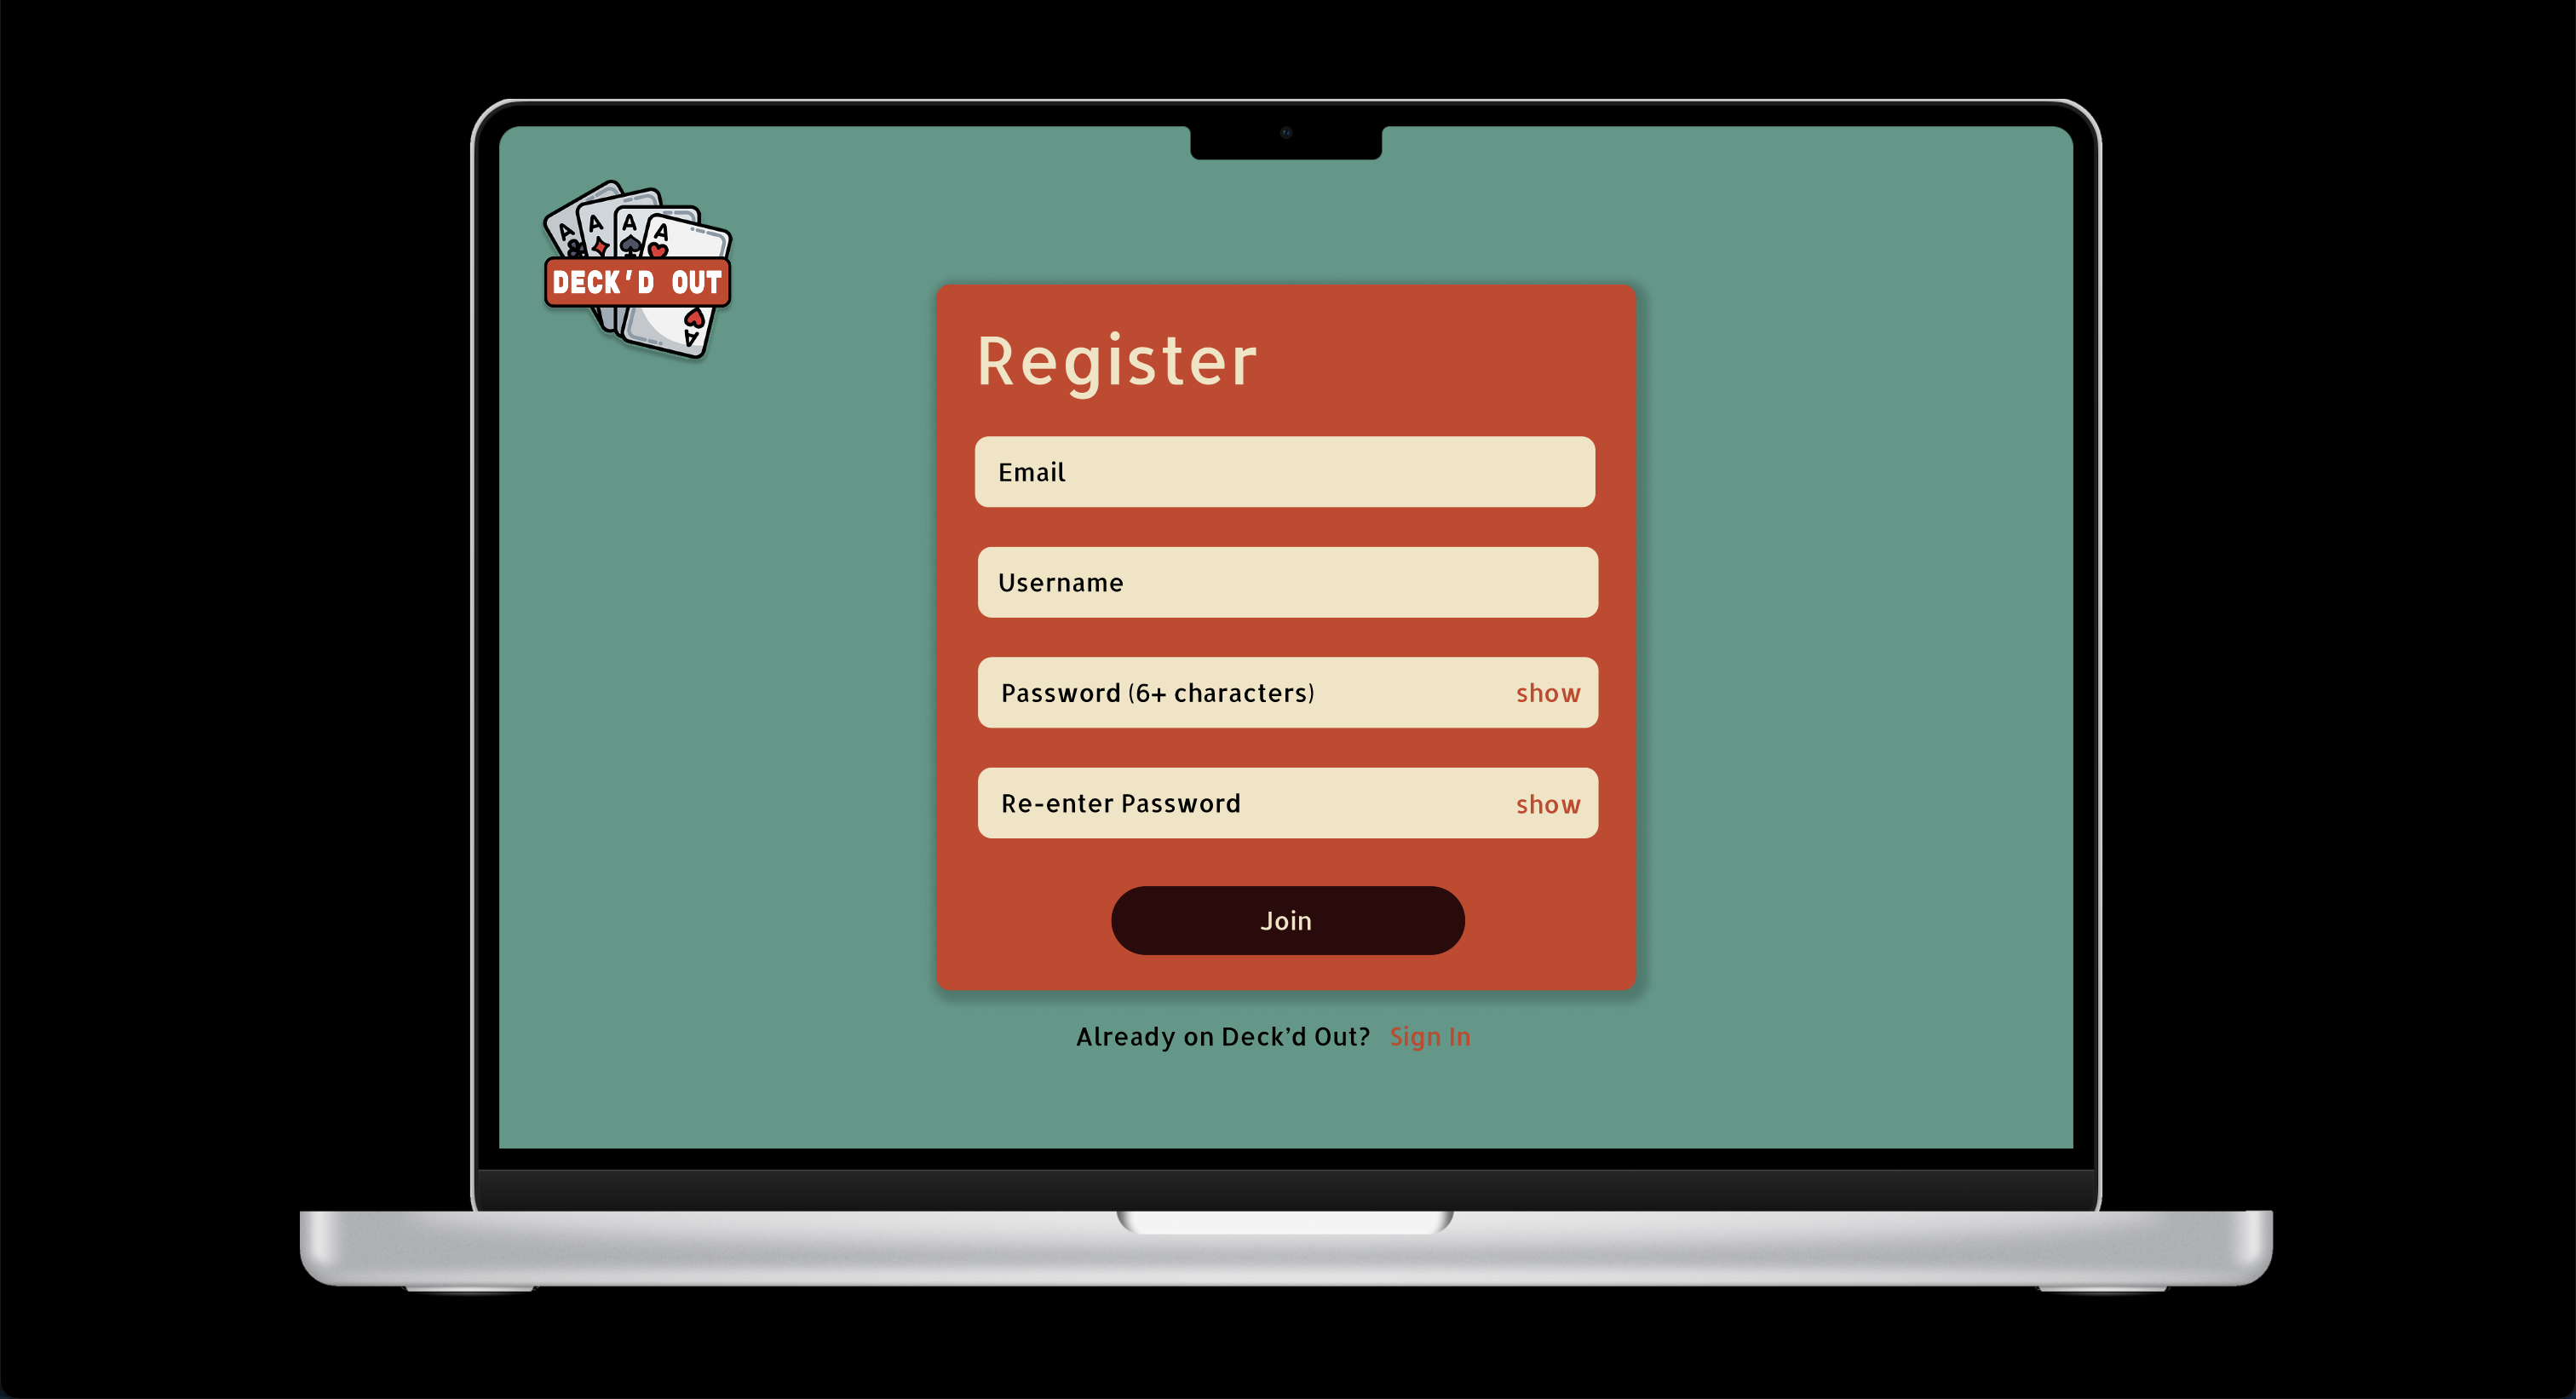 A
A
A
A
DECK'D OUT
A
Register
Email
Username
Password (6+ characters) show
Re-enter Password show
Join
Already on Deck’d Out? Sign In